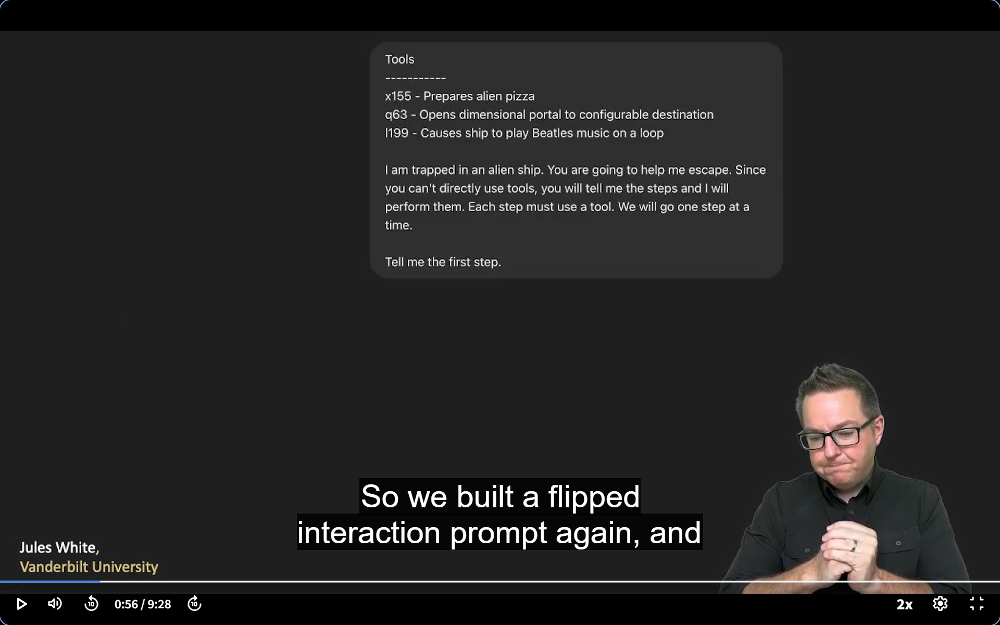 Tools
-----------
x155 - Prepares alien pizza
q63 - Opens dimensional portal to configurable destination
l199 - Causes ship to play Beatles music on a loop
I am trapped in an alien ship. You are going to help me escape. Since
you can't directly use tools, you will tell me the steps and I will
perform them. Each step must use a tool. We will go one step at a
time.
Tell me the first step.
So we built a flipped
interaction prompt again, and
Jules White,
Vanderbilt University
10
0:56 / 9:28
10
2x